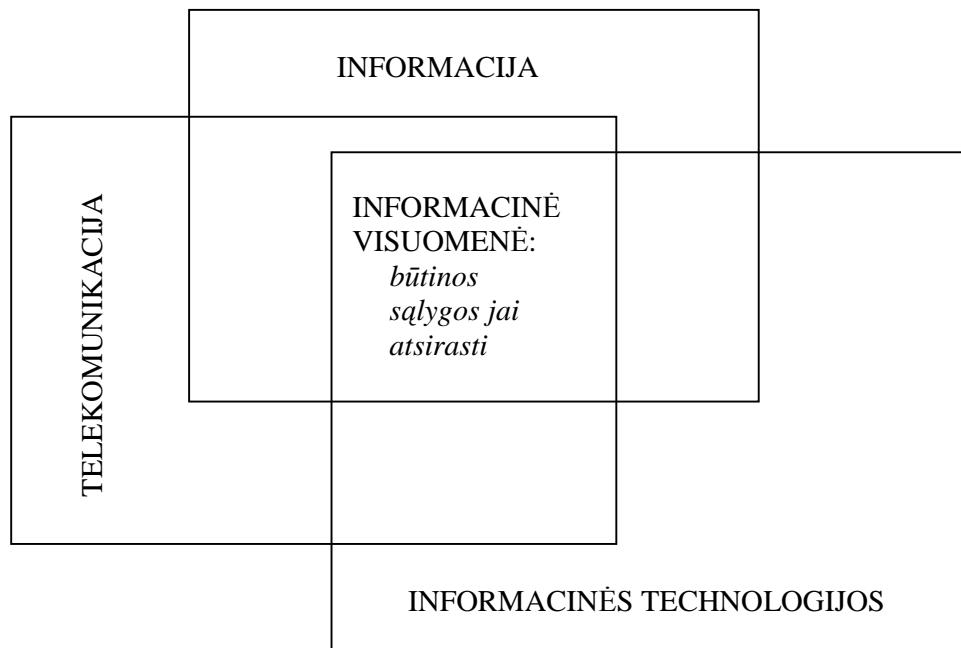 INFORMACIJA
TELEKOMUNIKACIJA
INFORMACINĖ
VISUOMENĖ:
būtinos
sąlygos jai
atsirasti
INFORMACINĖS TECHNOLOGIJOS